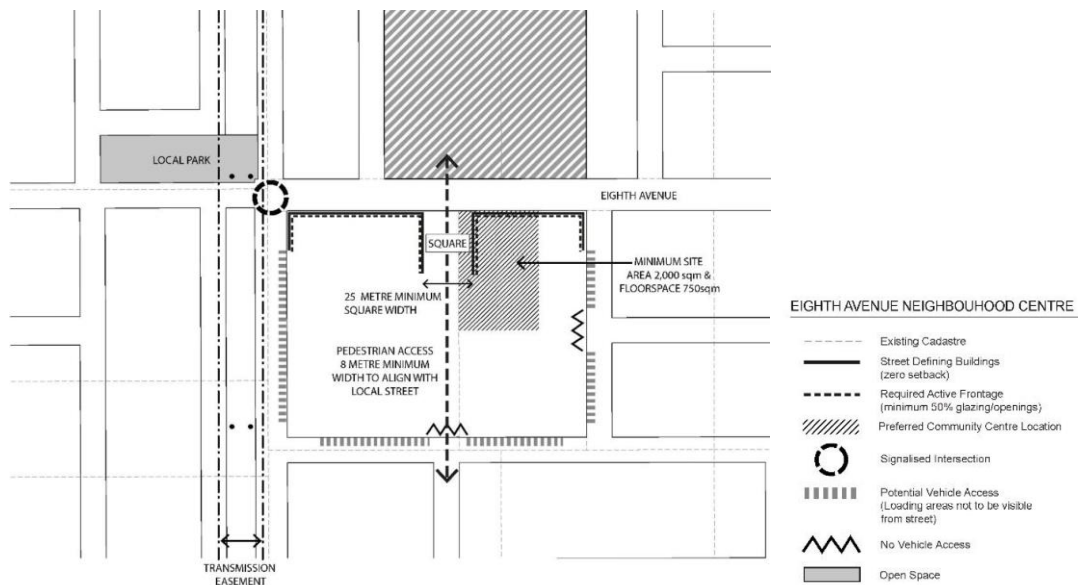 LOCAL PARK
EIGHTH AVENUE
SQUARE
MINIMUM SITE
AREA 2,000 sqm &
FLOORSPACE 750sqm
25 METRE MINIMUM
SQUARE WIDTH
PEDESTRIAN ACCESS
8 METRE MINIMUM
WIDTH TO ALIGN WITH
LOCAL STREET
TRANSMISSION
EASEMENT
EIGHTH AVENUE NEIGHBOUHOOD CENTRE
Existing Cadastre
Street Defining Buildings
(zero setback)
Required Active Frontage
(minimum 50% glazing/openings)
Preferred Community Centre Location
Signalised Intersection
Potential Vehicle Access
(Loading areas not to be visible
from street)
No Vehicle Access
Open Space